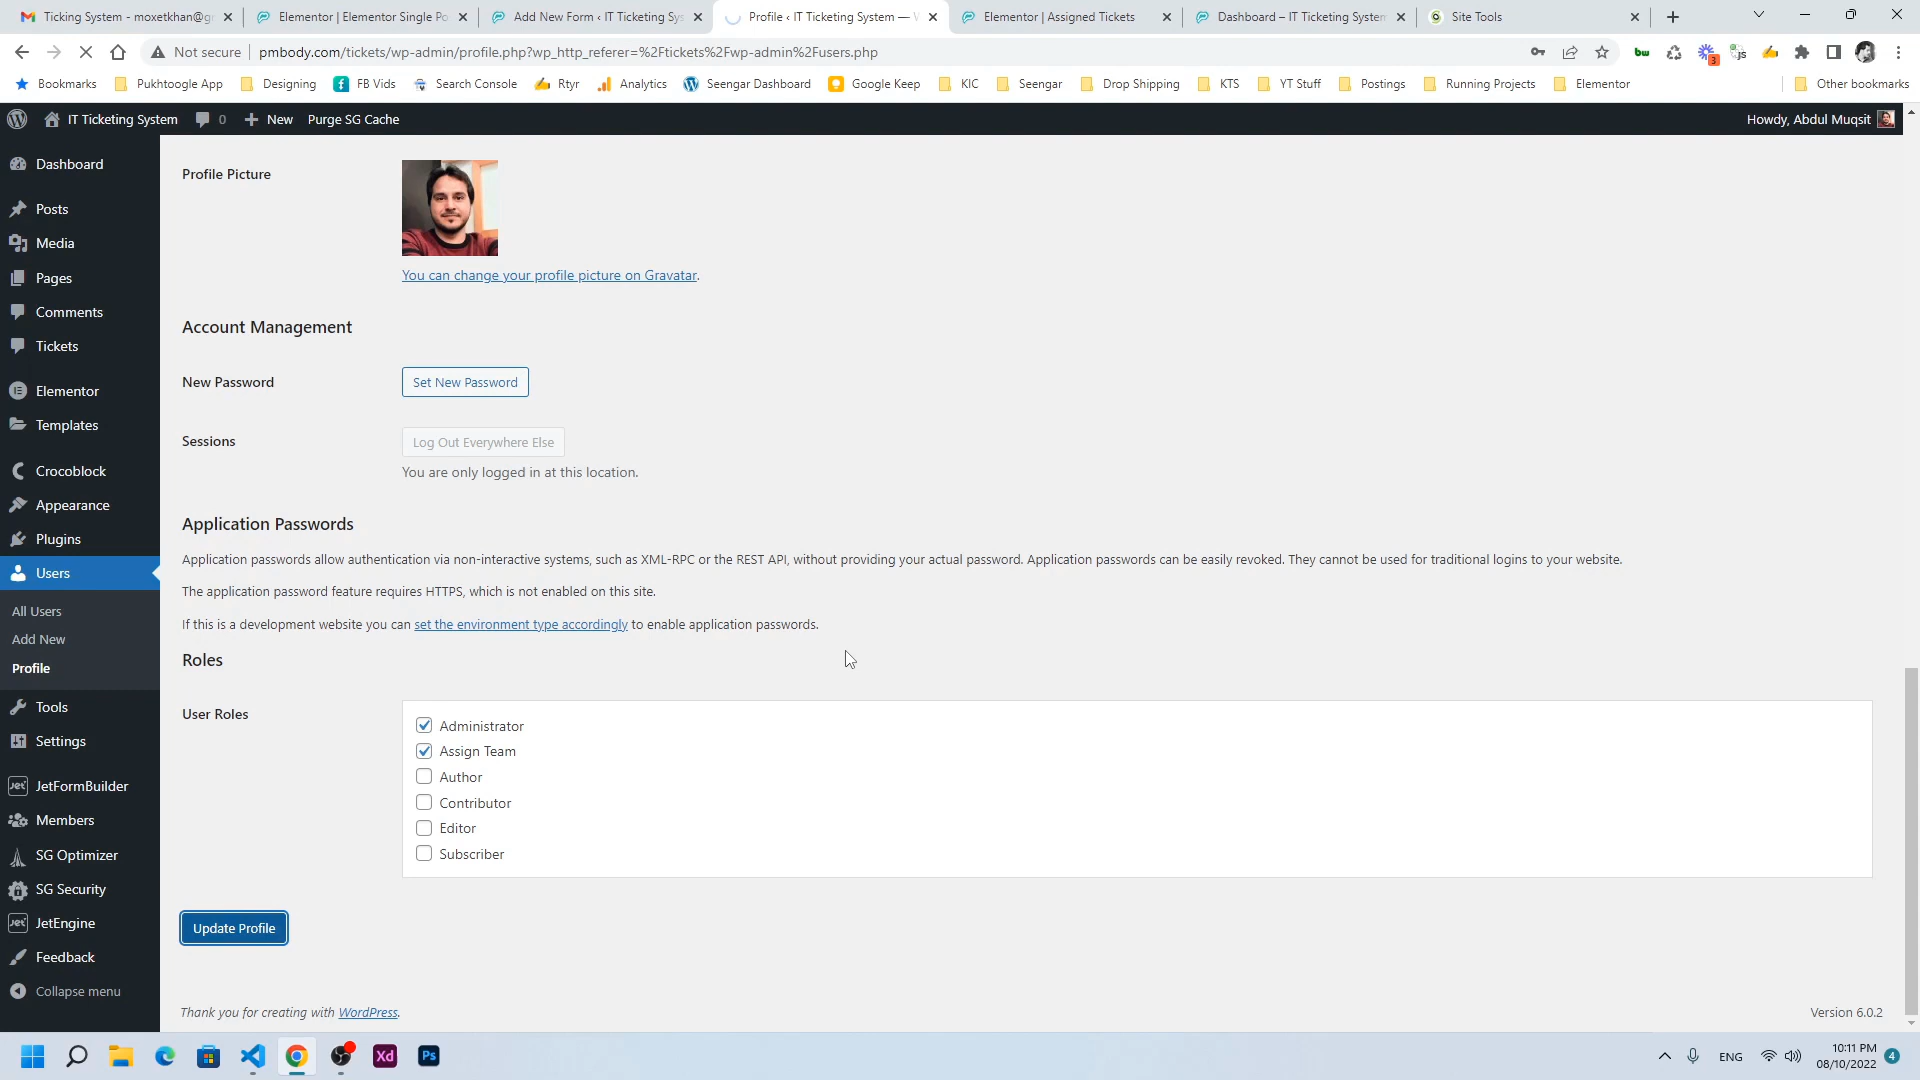 Ticking System - moxetkhan@g
Elementor | Elementor Single Po
Add New Form ‹ IT Ticketing Sys
Profile ‹ IT Ticketing System — W
Elementor | Assigned Tickets
Dashboard – IT Ticketing System
Site Tools
Not secure
pmbody.com/tickets/wp-admin/profile.php?wp_http_referer=%2Ftickets%2Fwp-admin%2Fusers.php
bw
3
Bookmarks
Pukhtoogle App
Designing
FB Vids
Search Console
Rtyr
Analytics
Seengar Dashboard
Google Keep
KIC
Seengar
Drop Shipping
KTS
YT Stuff
Postings
Running Projects
Elementor
Other bookmarks
IT Ticketing System
0
New
Purge SG Cache
Howdy, Abdul Muqsit
Dashboard
Posts
Media
Pages
Comments
Tickets
Elementor
Templates
Crocoblock
Appearance
Plugins
Users
All Users
Add New
Profile
Tools
Settings
JetFormBuilder
Members
SG Optimizer
SG Security
JetEngine
Feedback
Collapse menu
Profile Picture
You can change your profile picture on Gravatar.
Account Management
New Password
Set New Password
Sessions
Log Out Everywhere Else
You are only logged in at this location.
Application Passwords
Application passwords allow authentication via non-interactive systems, such as XML-RPC or the REST API, without providing your actual password. Application passwords can be easily revoked. They cannot be used for traditional logins to your website.
The application password feature requires HTTPS, which is not enabled on this site.
If this is a development website you can set the environment type accordingly to enable application passwords.
Roles
User Roles
Administrator
Assign Team
Author
Contributor
Editor
Subscriber
Update Profile
Thank you for creating with WordPress.
Version 6.0.2
Xd
Ps
ENG
10:11 PM
08/10/2022
4